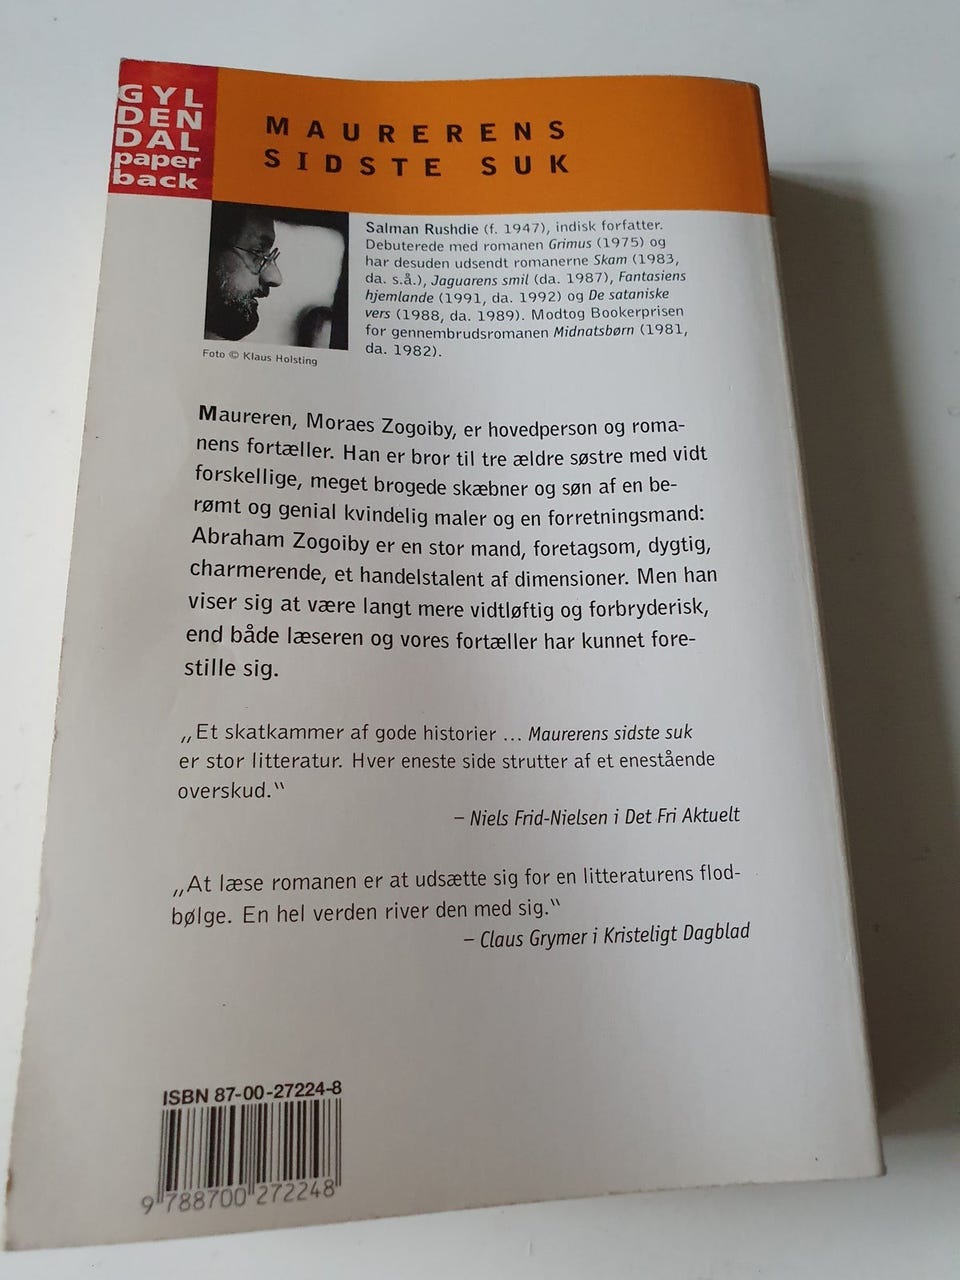 GYL
DEN
DAL
paper
back
MAURERENS
SIDSTE SUK
Salman Rushdie (f. 1947), indisk forfatter.
Debuterede med romanen Grimus (1975) og
har desuden udsendt romanerne Skam (1983,
da. s.å.), Jaguarens smil (da. 1987), Fantasiens
hjemlande (1991, da. 1992) og De sataniske
vers (1988, da. 1989). Modtog Bookerprisen
for gennembrudsromanen Midnatsbørn (1981,
da. 1982).
Foto © Klaus Holsting
Maureren, Moraes Zogoiby, er hovedperson og roma-
nens fortæller. Han er bror til tre ældre søstre med vidt
forskellige, meget brogede skæbner og søn af en be-
rømt og genial kvindelig maler og en forretningsmand:
Abraham Zogoiby er en stor mand, foretagsom, dygtig,
charmerende, et handelstalent af dimensioner. Men han
viser sig at være langt mere vidtløftig og forbryderisk,
end både læseren og vores fortæller har kunnet fore-
stille sig.
„Et skatkammer af gode historier ... Maurerens sidste suk
er stor litteratur. Hver eneste side strutter af et enestående
overskud.“
– Niels Frid-Nielsen i Det Fri Aktuelt
„At læse romanen er at udsætte sig for en litteraturens flod-
bølge. En hel verden river den med sig.“
– Claus Grymer i Kristeligt Dagblad
ISBN 87-00-27224-8
9 788700 272248